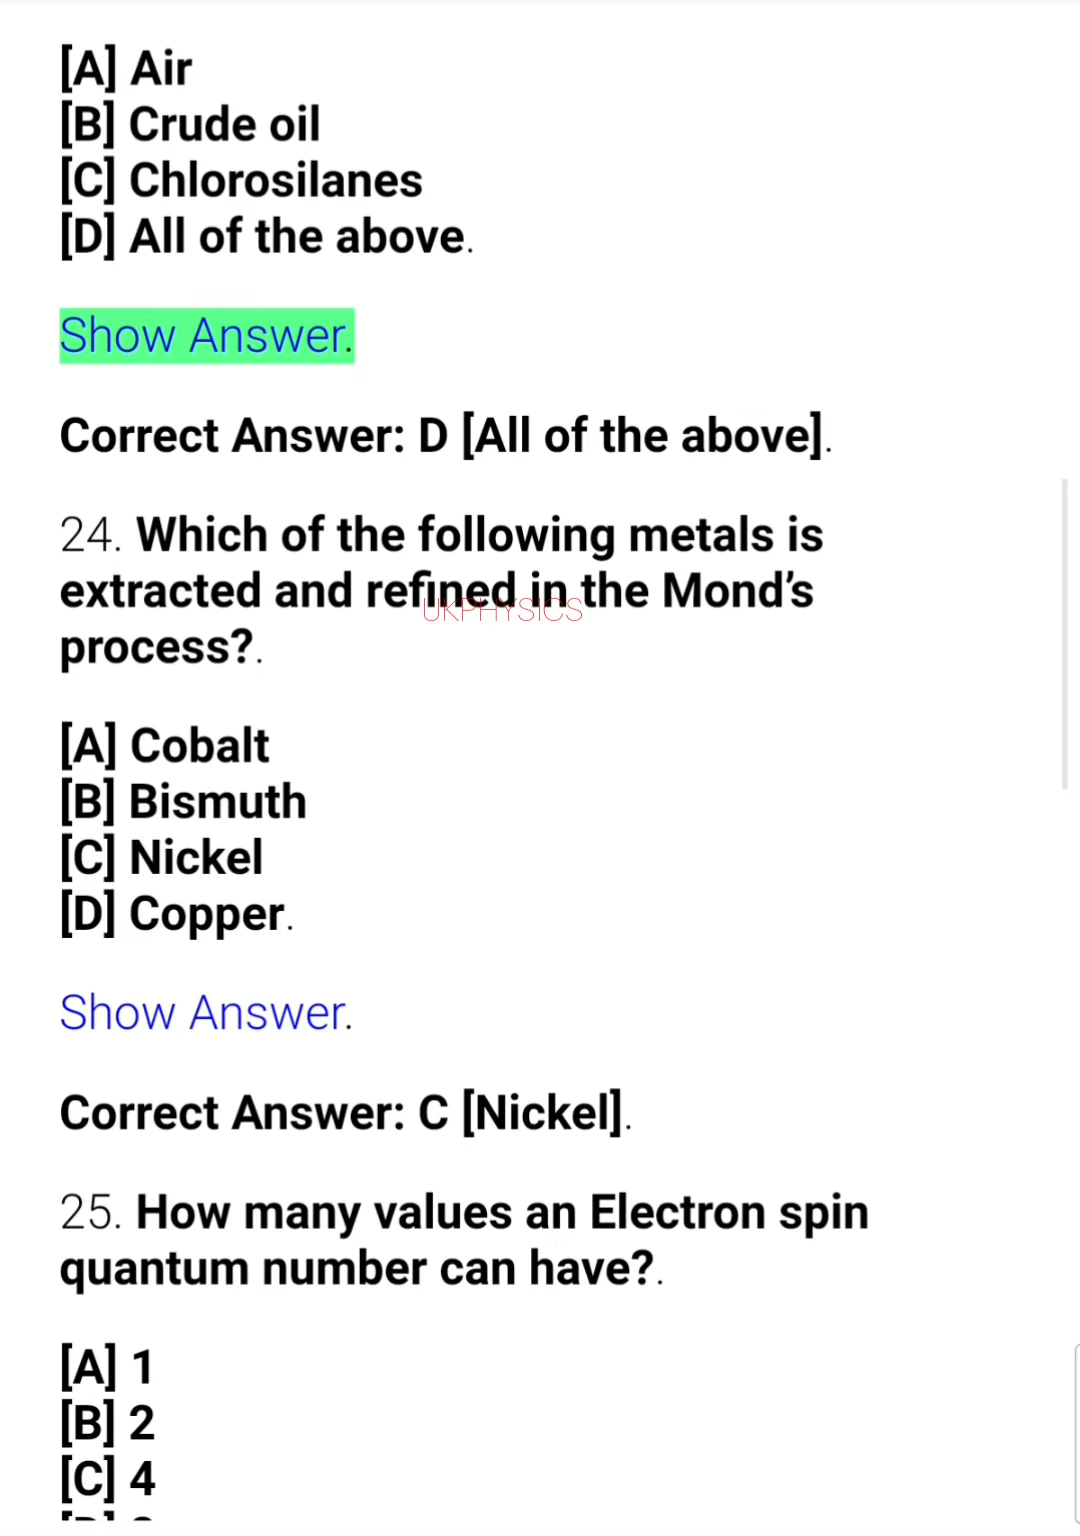 [A] Air
[B] Crude oil
[C] Chlorosilanes
[D] All of the above.
Show Answer.
Correct Answer: D [All of the above].
24. Which of the following metals is
extracted and refined in the Mond’s
process?.
UKPHYSICS
[A] Cobalt
[B] Bismuth
[C] Nickel
[D] Copper.
Show Answer.
Correct Answer: C [Nickel].
25. How many values an Electron spin
quantum number can have?.
[A] 1
[B] 2
[C] 4